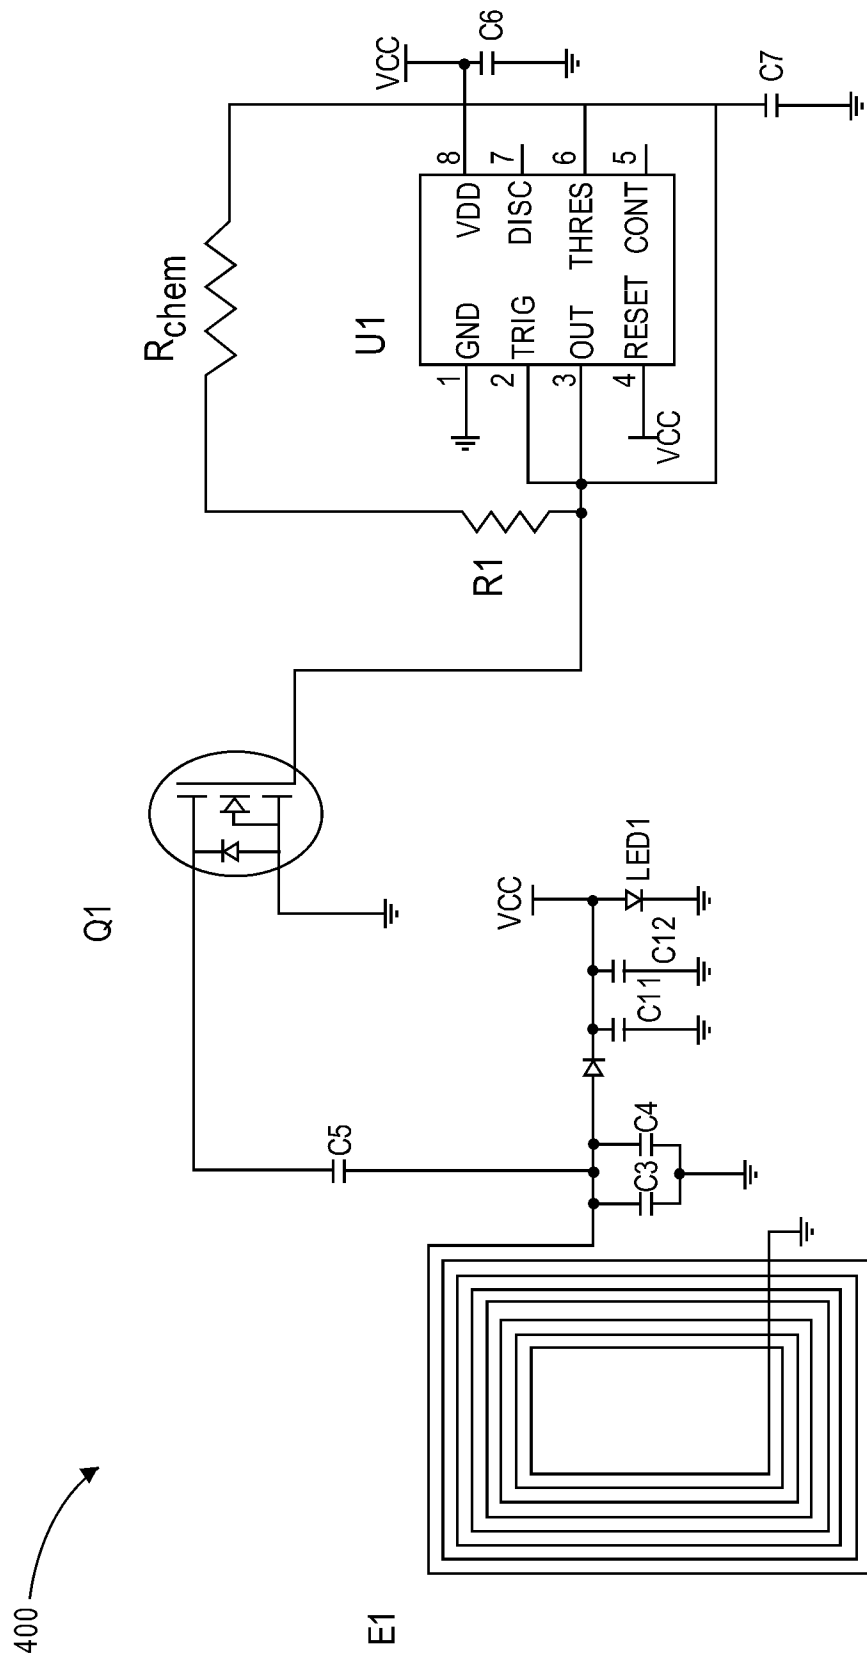 400
E1
Q1
C5
C3
C4
C11
C12
VCC
LED1
R1
Rchem
U1
1
2
3
4
GND
TRIG
OUT
RESET
VDD
DISC
THRES
CONT
8
7
6
5
VCC
VCC
C6
C7